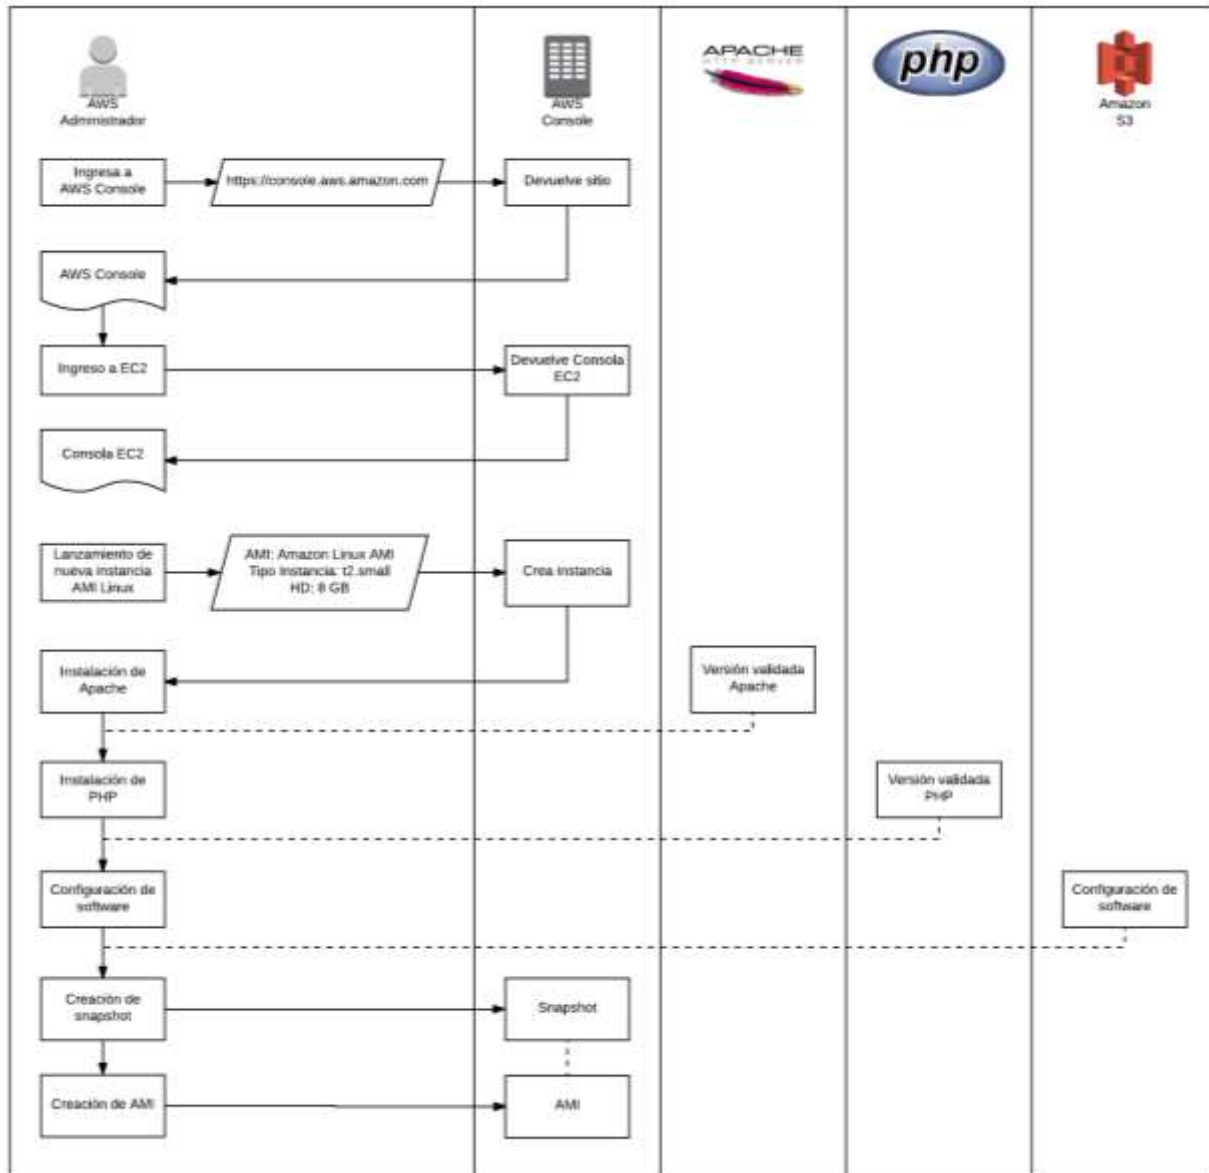 AWS
Administrador
AWS
Console
APACHE
HTTP SERVER
php
Amazon
S3
Ingresa a
AWS Console
https://console.aws.amazon.com
Devuelve sitio
AWS Console
Ingreso a EC2
Devuelve Consola
EC2
Consola EC2
Lanzamiento de
nueva instancia
AMI Linux
AMI: Amazon Linux AMI
Tipo Instancia: t2.small
HD: 8 GB
Crea instancia
Instalación de
Apache
Versión validada
Apache
Instalación de
PHP
Versión validada
PHP
Configuración de
software
Configuración de
software
Creación de
snapshot
Snapshot
Creación de AMI
AMI